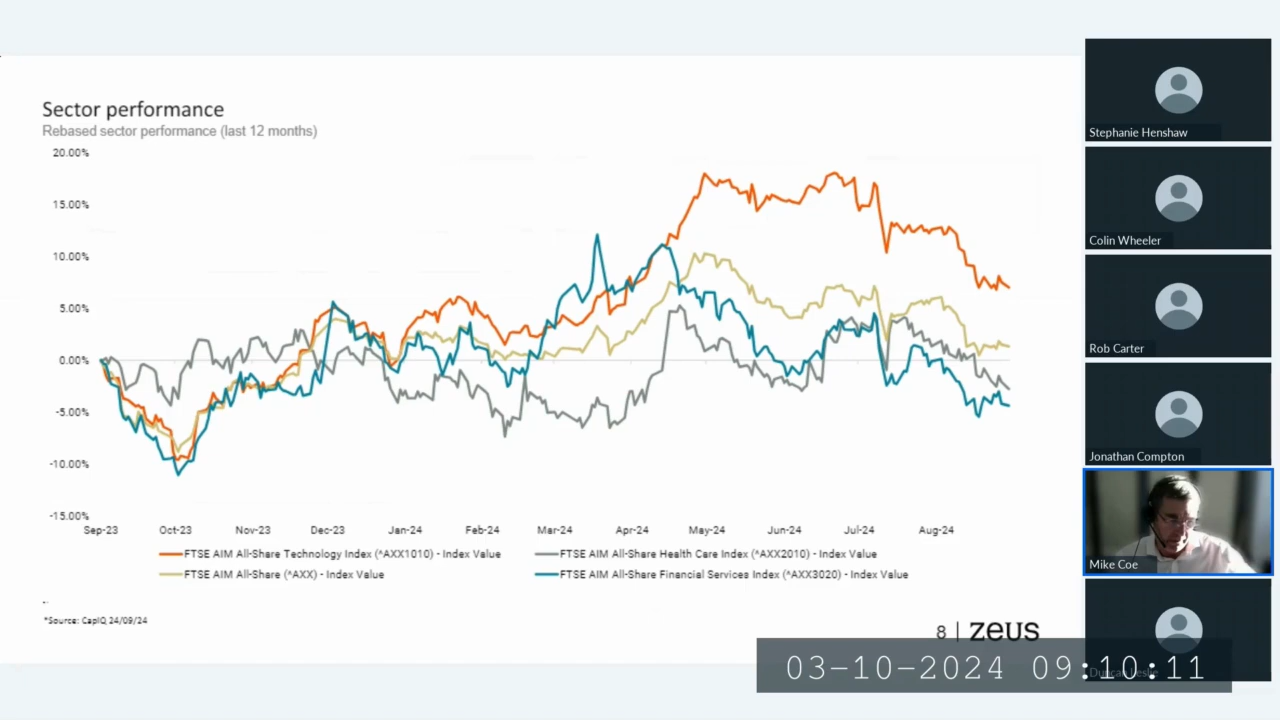 Sector performance
Rebased sector performance (last 12 months)
20.00%
15.00%
10.00%
5.00%
0.00%
-5.00%
-10.00%
-15.00%
Sep-23 Oct-23 Nov-23 Dec-23 Jan-24 Feb-24 Mar-24 Apr-24 May-24 Jun-24 Jul-24 Aug-24
FTSE AIM All-Share Technology Index (^AXX1010) - Index Value FTSE AIM All-Share Health Care Index (^AXX2010) - Index Value
FTSE AIM All-Share (^AXX) - Index Value FTSE AIM All-Share Financial Services Index (^AXX3020) - Index Value
*Source: CapIQ 24/09/24
8 | zeus
Stephanie Henshaw
Colin Wheeler
Rob Carter
Jonathan Compton
Mike Coe
03-10-2024 09:10:11